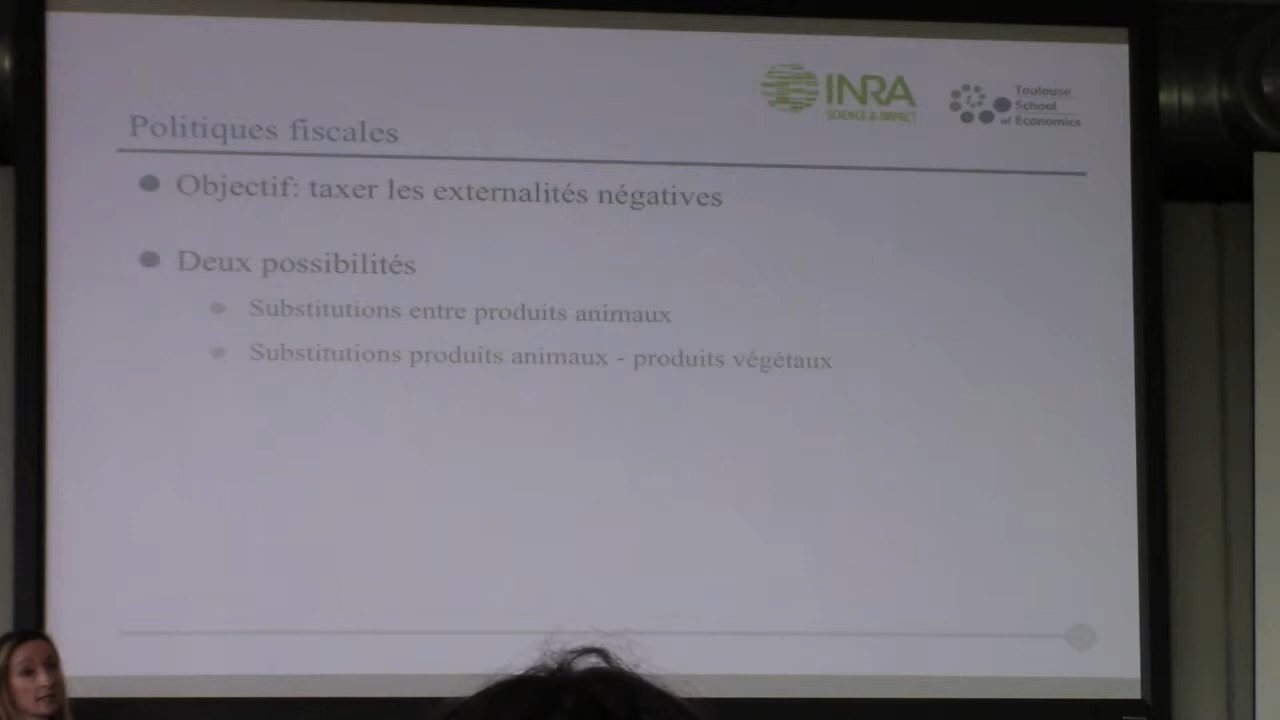 INRA
SCIENCE & IMPACT
Toulouse
School
of Economics
Politiques fiscales
Objectif: taxer les externalités négatives
Deux possibilités
Substitutions entre produits animaux
Substitutions produits animaux - produits végétaux